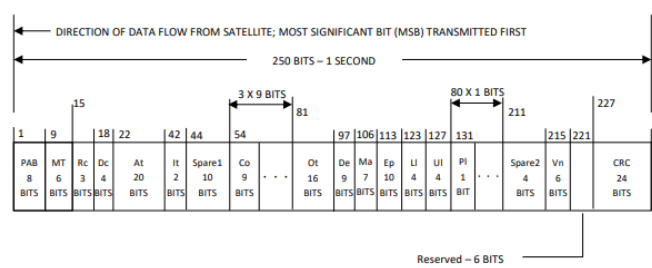 DIRECTION OF DATA FLOW FROM SATELLITE; MOST SIGNIFICANT BIT (MSB) TRANSMITTED FIRST
250 BITS – 1 SECOND
3 X 9 BITS
80 X 1 BITS
15
81
211
227
1 9 18 22 42 44 54 97 106 113 123 127 131 215 221
PAB MT Rc Dc At It Spare1 Co Ot De Ma Ep Ll Ul Pl Spare2 Vn CRC
8 6 3 4 20 2 10 9 . . . 16 9 7 10 4 4 1 . . . 4 6 24
BITS BITS BITS BITS BITS BITS BITS BITS BITS BITS BITS BITS BITS BITS BIT BITS BITS BITS
Reserved – 6 BITS